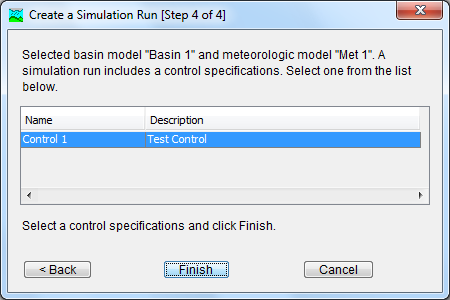 Create a Simulation Run [Step 4 of 4]
Selected basin model "Basin 1" and meteorologic model "Met 1". A
simulation run includes a control specifications. Select one from the list
below.
Name Description
Control 1 Test Control
Select a control specifications and click Finish.
< Back Finish Cancel